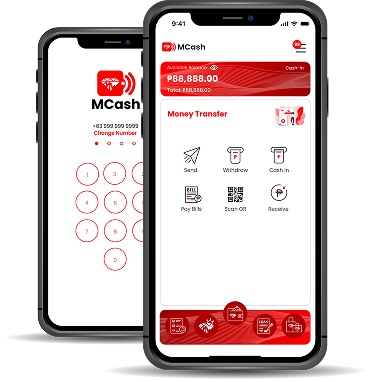 MCash
+63 999 999 9999
Change Number
1
2
3
4
5
6
7
8
9
0
9:41
MCash
Available Balance
Cash-in
₱88,888.00
Total: ₱88,888.00
Money Transfer
Send
Withdraw
Cash In
BILL
Pay Bills
Scan QR
Receive